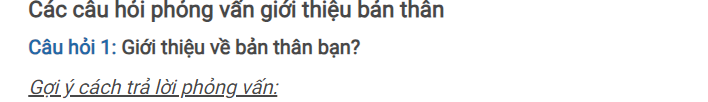 Các câu hỏi phỏng vấn giới thiệu bản thân
Câu hỏi 1: Giới thiệu về bản thân bạn?
Gợi ý cách trả lời phỏng vấn: